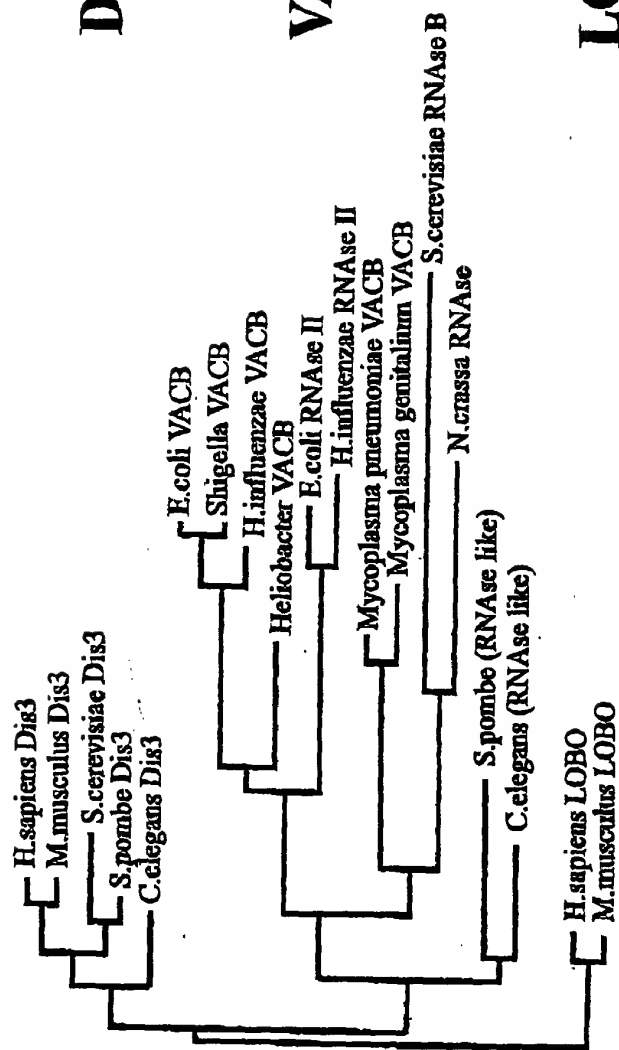 H.sapiens Dis3
M.musculus Dis3
S.cerevisiae Dis3
S.pombe Dis3
C.elegans Dis3
E.coli VACB
Shigella VACB
H.influenzae VACB
Heliobacter VACB
E.coli RNAse II
H.influenzae RNAse II
Mycoplasma pneumoniae VACB
Mycoplasma genitalium VACB
S.cerevisiae RNAse B
N.crassa RNAse
S.pombe (RNAse like)
C.elegans (RNAse like)
H.sapiens LOBO
M.musculus LOBO
D
VA